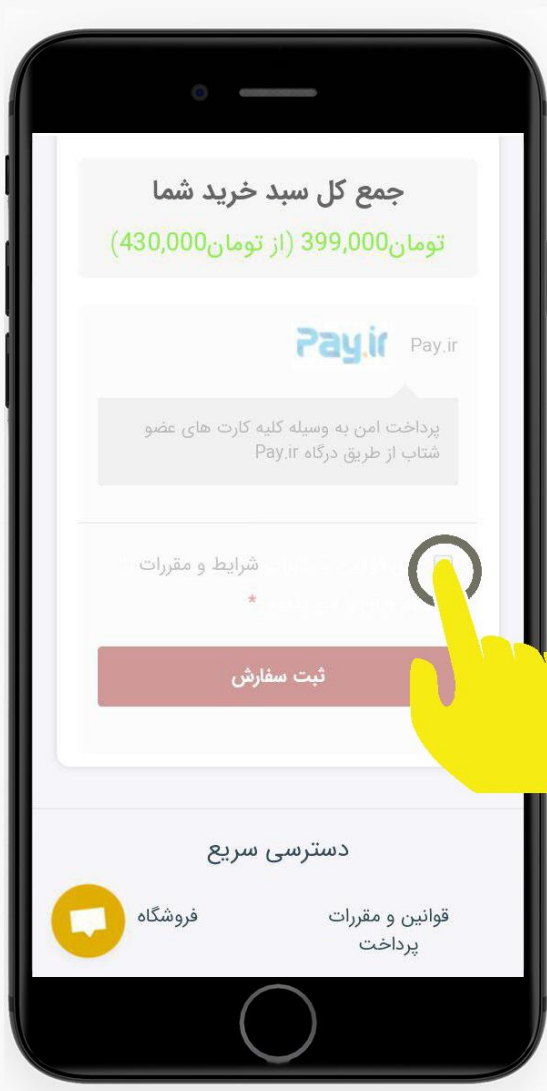 جمع کل سبد خرید شما
تومان399,000 (از تومان430,000)
Pay.ir Pay.ir
پرداخت امن به وسیله کلیه کارت های عضو
شتاب از طریق درگاه Pay.ir
شرایط و مقررات
*
ثبت سفارش
دسترسی سریع
قوانین و مقررات فروشگاه
پرداخت